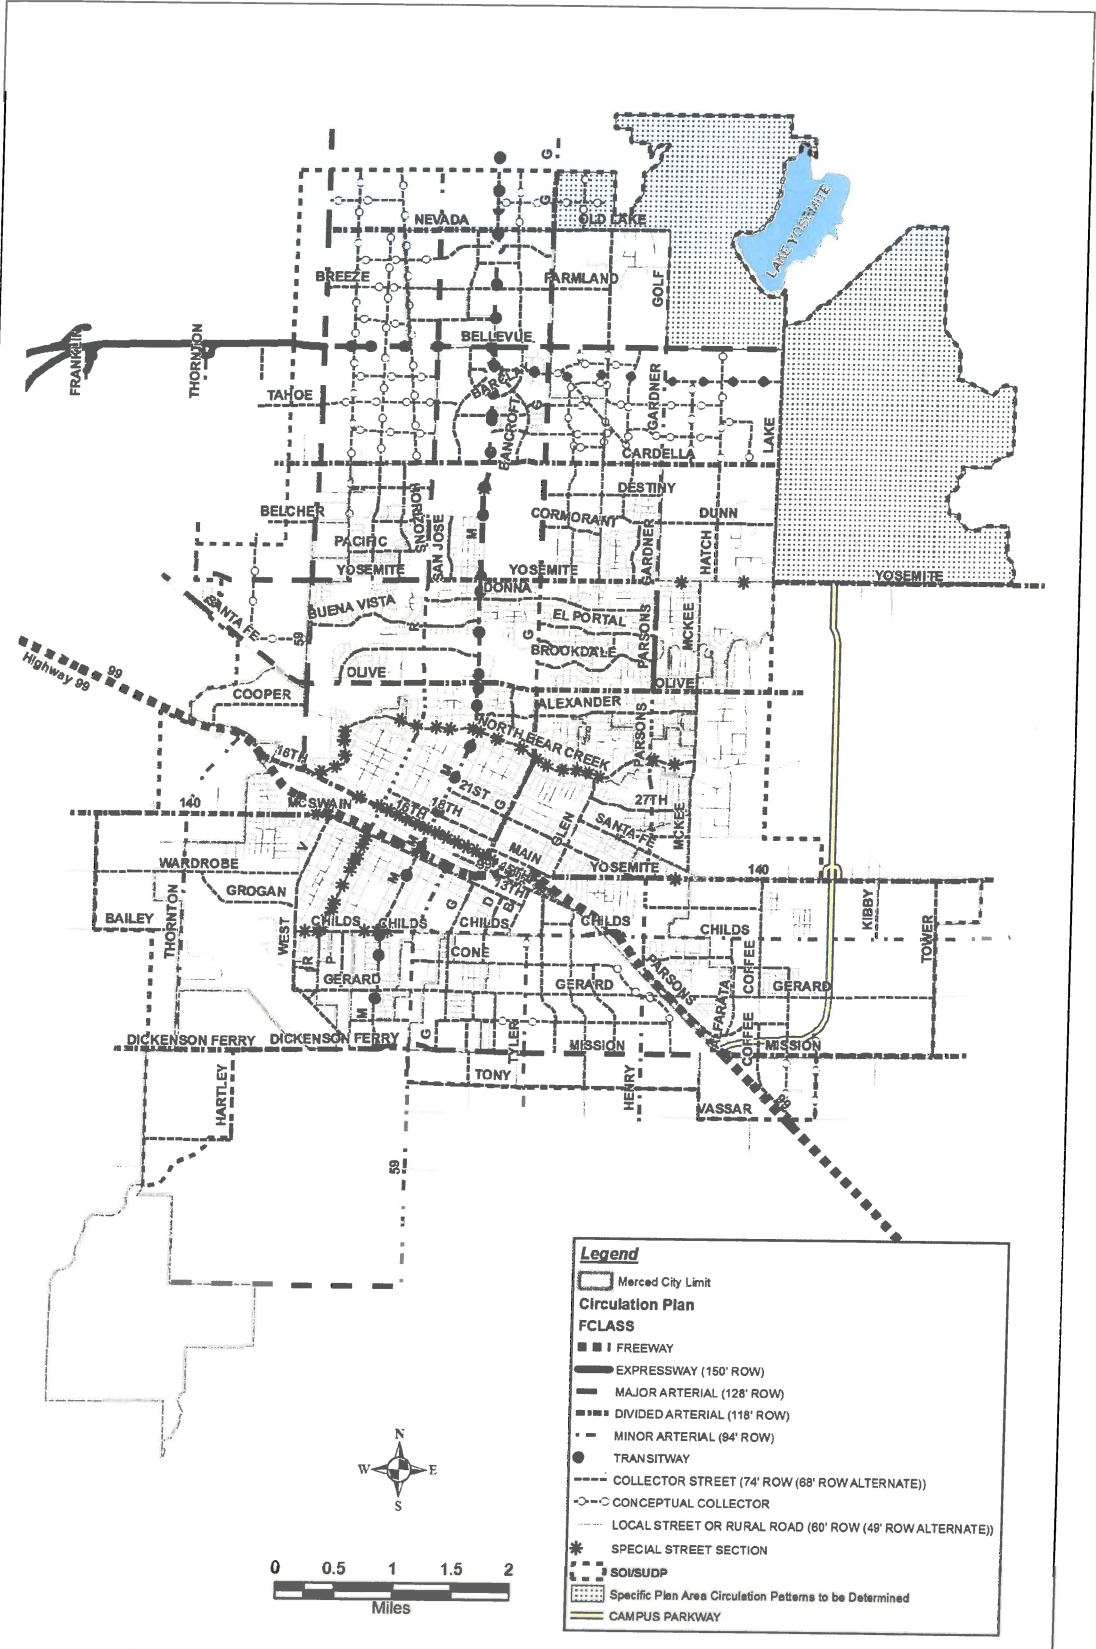 G
G
NEVADA
OLD LAKE
LAKE YOSEMITE
BREEZE
FARMLAND
GOLF
BELLEVUE
FRANKLIN
THORNTON
BARCLAY
TAHOE
G
BANCROFT
GARDNER
LAKE
CARDELLA
DESTINY
HORIZONS
BELCHER
CORMORANT
DUNN
SAN JOSE
M
PACIFIC
GARDNER
HATCH
YOSEMITE
YOSEMITE
YOSEMITE
DONNA
SANTA FE
BUENA VISTA
EL PORTAL
R
G
59
PARSONS
MCKEE
BROOKDALE
99
Highway 99
OLIVE
OLIVE
COOPER
ALEXANDER
NORTH BEAR CREEK
PARSONS
16TH
M
21ST
G
27TH
140
MCSWAIN
16TH
18TH
GLEN
SANTA FE
MCKEE
V
MAIN
WARDROBE
99
YOSEMITE
140
M
13TH
GROGAN
G
D
B
BAILEY
THORNTON
WEST
CHILDS
CHILDS
CHILDS
CHILDS
CHILDS
KIBBY
TOWER
R
P
CONE
PARSONS
COFFEE
GERARD
GERARD
GERARD
M
G
TYLER
ALFARATA
COFFEE
DICKENSON FERRY
DICKENSON FERRY
MISSION
MISSION
HARTLEY
TONY
HENRY
VASSAR
99
59
Legend
Merced City Limit
Circulation Plan
FCLASS
FREEWAY
EXPRESSWAY (150' ROW)
MAJOR ARTERIAL (128' ROW)
DIVIDED ARTERIAL (118' ROW)
MINOR ARTERIAL (94' ROW)
TRANSITWAY
COLLECTOR STREET (74' ROW (68' ROW ALTERNATE))
CONCEPTUAL COLLECTOR
LOCAL STREET OR RURAL ROAD (60' ROW (49' ROW ALTERNATE))
SPECIAL STREET SECTION
SOI/SUDP
Specific Plan Area Circulation Patterns to be Determined
CAMPUS PARKWAY
N
W E
S
0 0.5 1 1.5 2
Miles